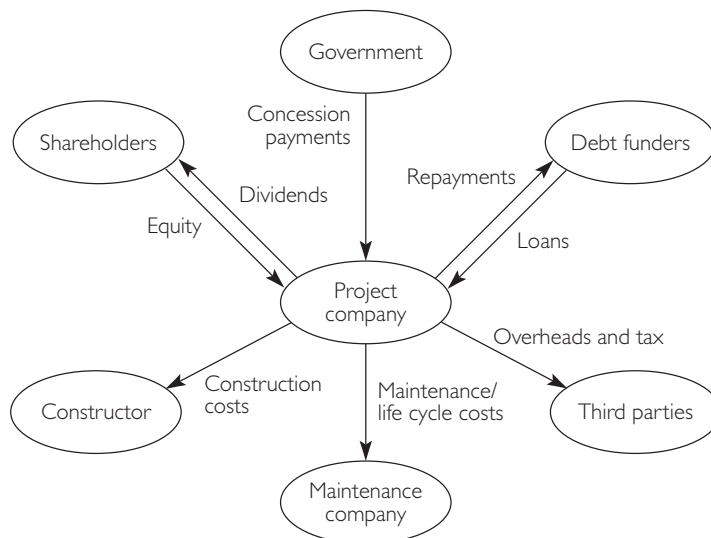 Government
Concession
payments
Shareholders
Debt funders
Dividends
Repayments
Equity
Loans
Project
company
Overheads and tax
Construction
costs
Maintenance/
life cycle costs
Constructor
Third parties
Maintenance
company